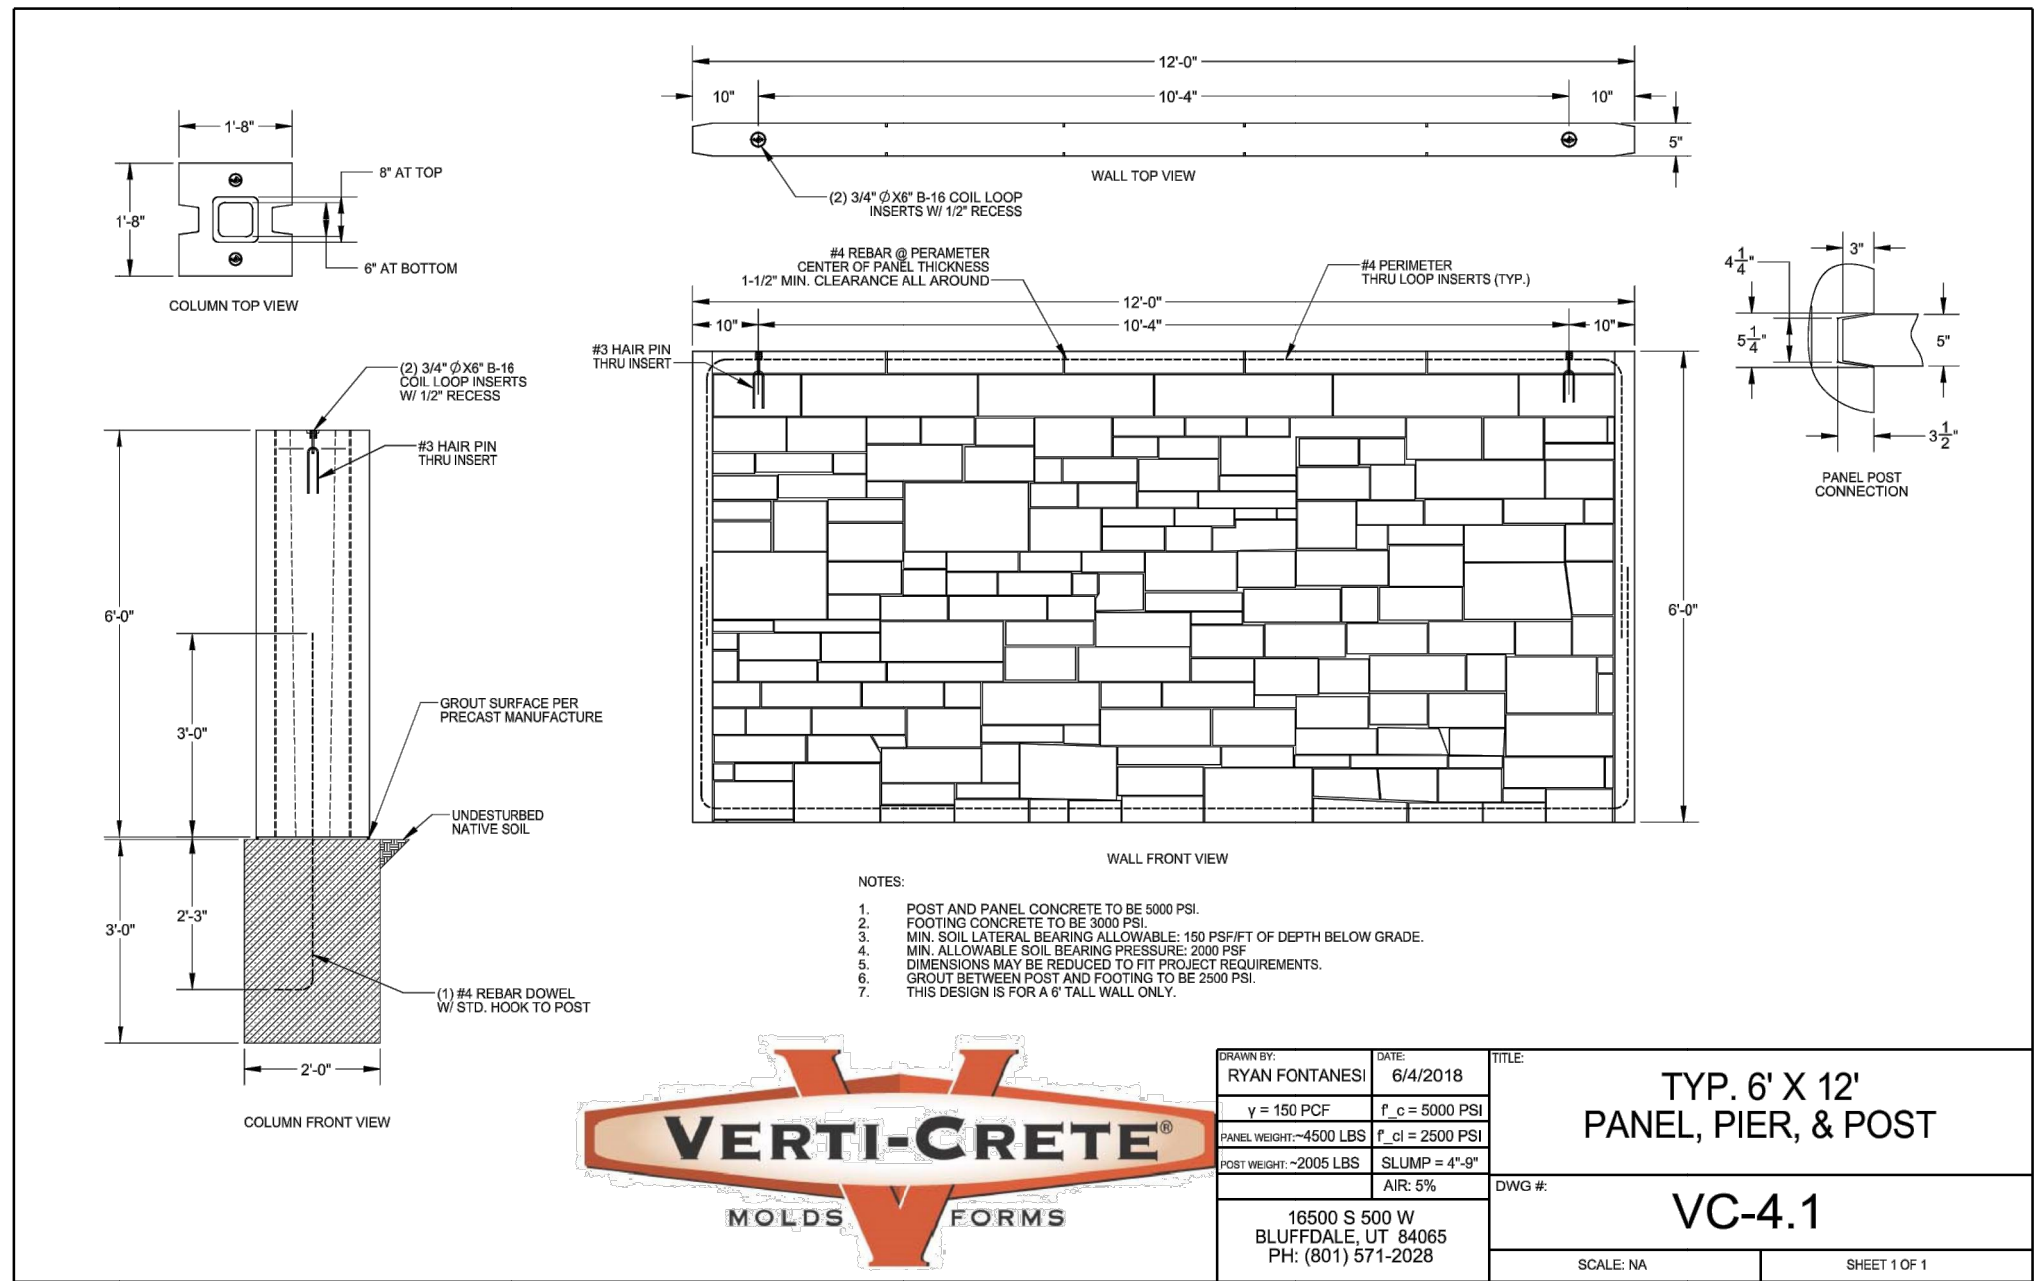 12'-0"
10" 10'-4" 10"
5"
WALL TOP VIEW
(2) 3/4" ∅X6" B-16 COIL LOOP
INSERTS W/ 1/2" RECESS
1'-8"
1'-8"
8" AT TOP
6" AT BOTTOM
COLUMN TOP VIEW
#4 REBAR @ PERAMETER
CENTER OF PANEL THICKNESS
1-1/2" MIN. CLEARANCE ALL AROUND
#4 PERIMETER
THRU LOOP INSERTS (TYP.)
12'-0"
10" 10'-4" 10"
#3 HAIR PIN
THRU INSERT
6'-0"
WALL FRONT VIEW
3"
4 1/4"
5 1/4"
5"
3 1/2"
PANEL POST
CONNECTION
(2) 3/4" ∅X6" B-16
COIL LOOP INSERTS
W/ 1/2" RECESS
#3 HAIR PIN
THRU INSERT
6'-0"
3'-0"
GROUT SURFACE PER
PRECAST MANUFACTURE
UNDESTURBED
NATIVE SOIL
2'-3"
3'-0"
(1) #4 REBAR DOWEL
W/ STD. HOOK TO POST
2'-0"
COLUMN FRONT VIEW
NOTES:
1. POST AND PANEL CONCRETE TO BE 5000 PSI.
2. FOOTING CONCRETE TO BE 3000 PSI.
3. MIN. SOIL LATERAL BEARING ALLOWABLE: 150 PSF/FT OF DEPTH BELOW GRADE.
4. MIN. ALLOWABLE SOIL BEARING PRESSURE: 2000 PSF
5. DIMENSIONS MAY BE REDUCED TO FIT PROJECT REQUIREMENTS.
6. GROUT BETWEEN POST AND FOOTING TO BE 2500 PSI.
7. THIS DESIGN IS FOR A 6' TALL WALL ONLY.
V
VERTI-CRETE®
MOLDS FORMS
DRAWN BY:
RYAN FONTANESI
DATE:
6/4/2018
γ = 150 PCF
f'_c = 5000 PSI
PANEL WEIGHT:~4500 LBS
f'_ci = 2500 PSI
POST WEIGHT: ~2005 LBS
SLUMP = 4"-9"
AIR: 5%
16500 S 500 W
BLUFFDALE, UT 84065
PH: (801) 571-2028
TITLE:
TYP. 6' X 12'
PANEL, PIER, & POST
DWG #:
VC-4.1
SCALE: NA
SHEET 1 OF 1